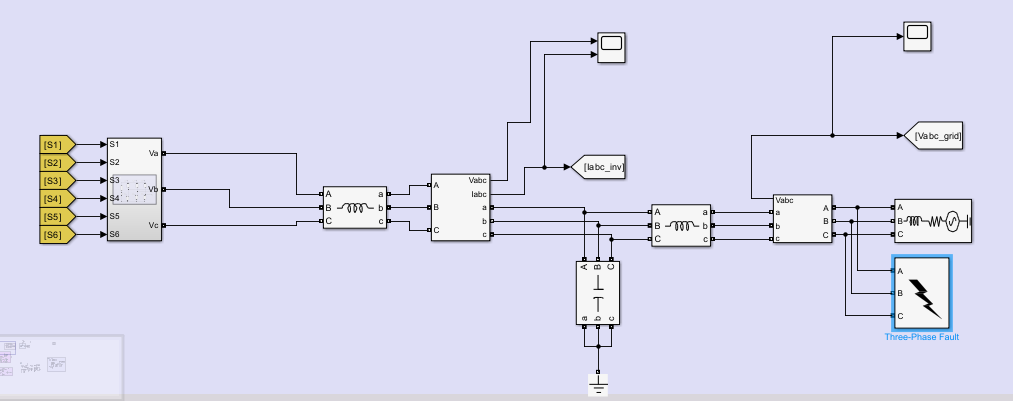 [S1]
[S2]
[S3]
[S4]
[S5]
[S6]
S1
S2
S3
S4
S5
S6
Va
Vb
Vc
A
B
C
a
b
c
A
B
C
Vabc
Iabc
a
b
c
[Iabc_inv]
A
B
C
a
b
c
A
B
C
a
b
c
[Vabc_grid]
Vabc
a
b
c
A
B
C
A
B
C
A
B
C
Three-Phase Fault